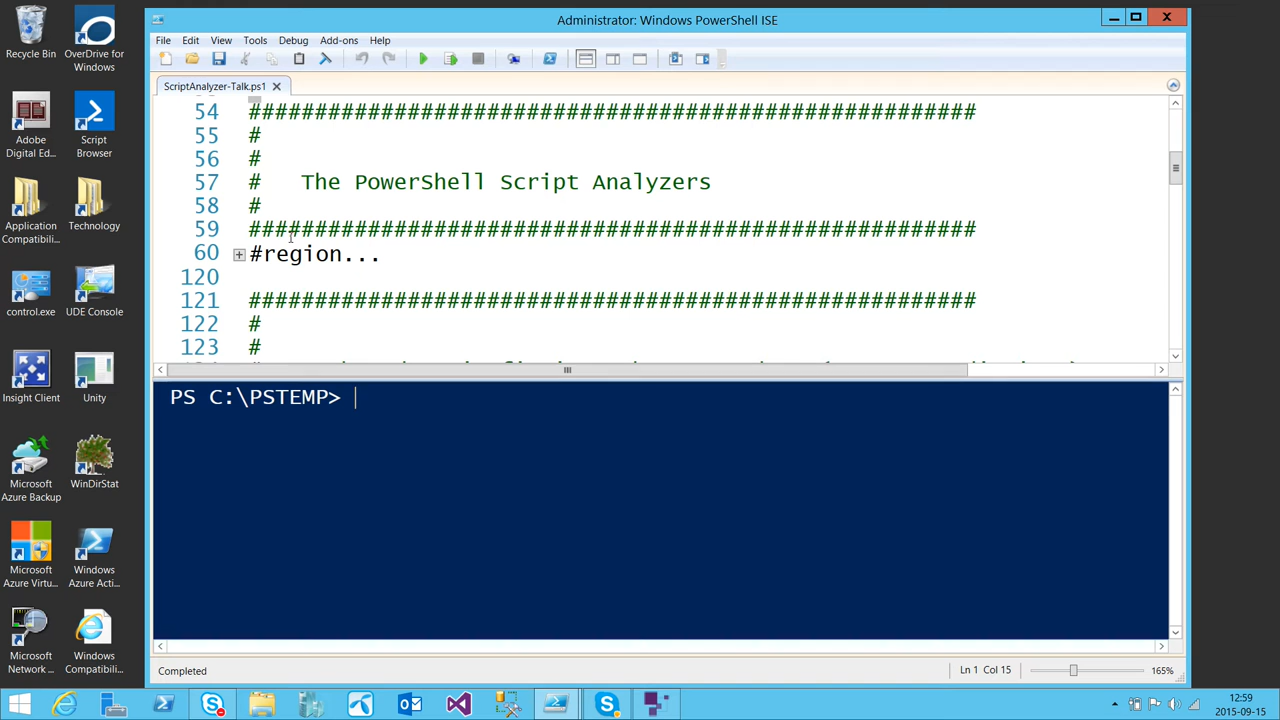 Administrator: Windows PowerShell ISE
File Edit View Tools Debug Add-ons Help
ScriptAnalyzer-Talk.ps1
54 #######################################################
55 #
56 #
57 #   The PowerShell Script Analyzers
58 #
59 #######################################################
60 #region...
120
121 #######################################################
122 #
123 #
PS C:\PSTEMP>
Completed
Ln 1 Col 15
165%
Recycle Bin
OverDrive for Windows
Adobe Digital Ed...
Script Browser
Application Compatibili...
Technology
control.exe
UDE Console
Insight Client
Unity
Microsoft Azure Backup
WinDirStat
Microsoft Azure Virtu...
Windows Azure Acti...
Microsoft Network ...
Windows Compatibili...
12:59
2015-09-15